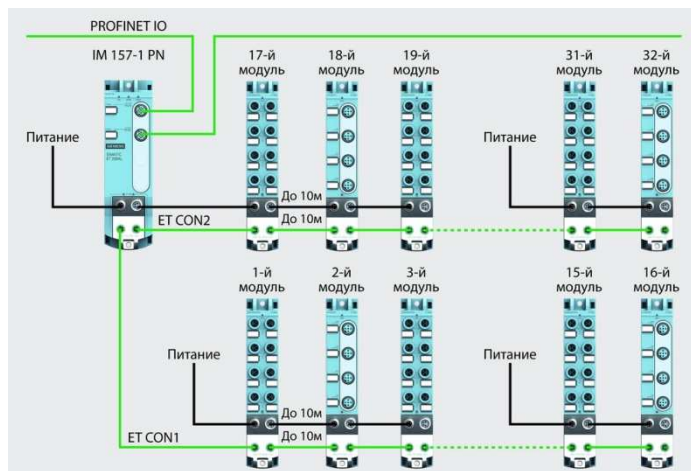 PROFINET IO
IM 157-1 PN
17-й модуль
18-й модуль
19-й модуль
31-й модуль
32-й модуль
Питание
Питание
До 10м
До 10м
ET CON2
1-й модуль
2-й модуль
3-й модуль
15-й модуль
16-й модуль
Питание
Питание
До 10м
До 10м
ET CON1